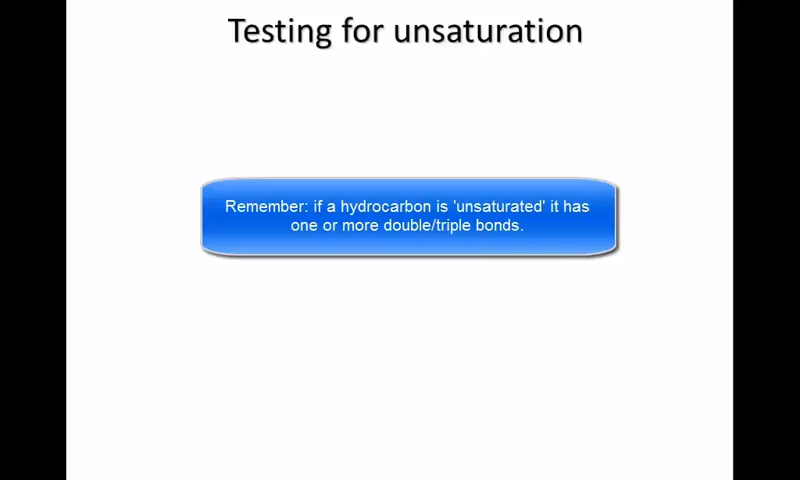 Testing for unsaturation
Remember: if a hydrocarbon is 'unsaturated' it has
one or more double/triple bonds.